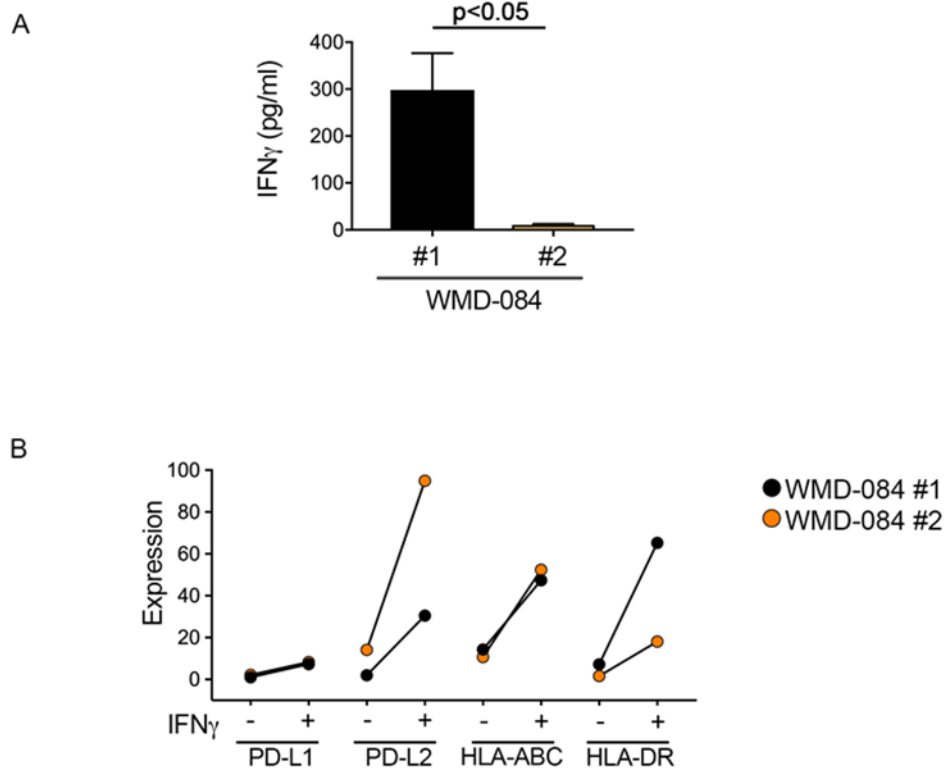 A
p<0.05
IFNγ (pg/ml)
400
300
200
100
0
#1 #2
WMD-084
B
Expression
100
80
60
40
20
0
WMD-084 #1
WMD-084 #2
IFNγ - + - + - + - +
PD-L1 PD-L2 HLA-ABC HLA-DR